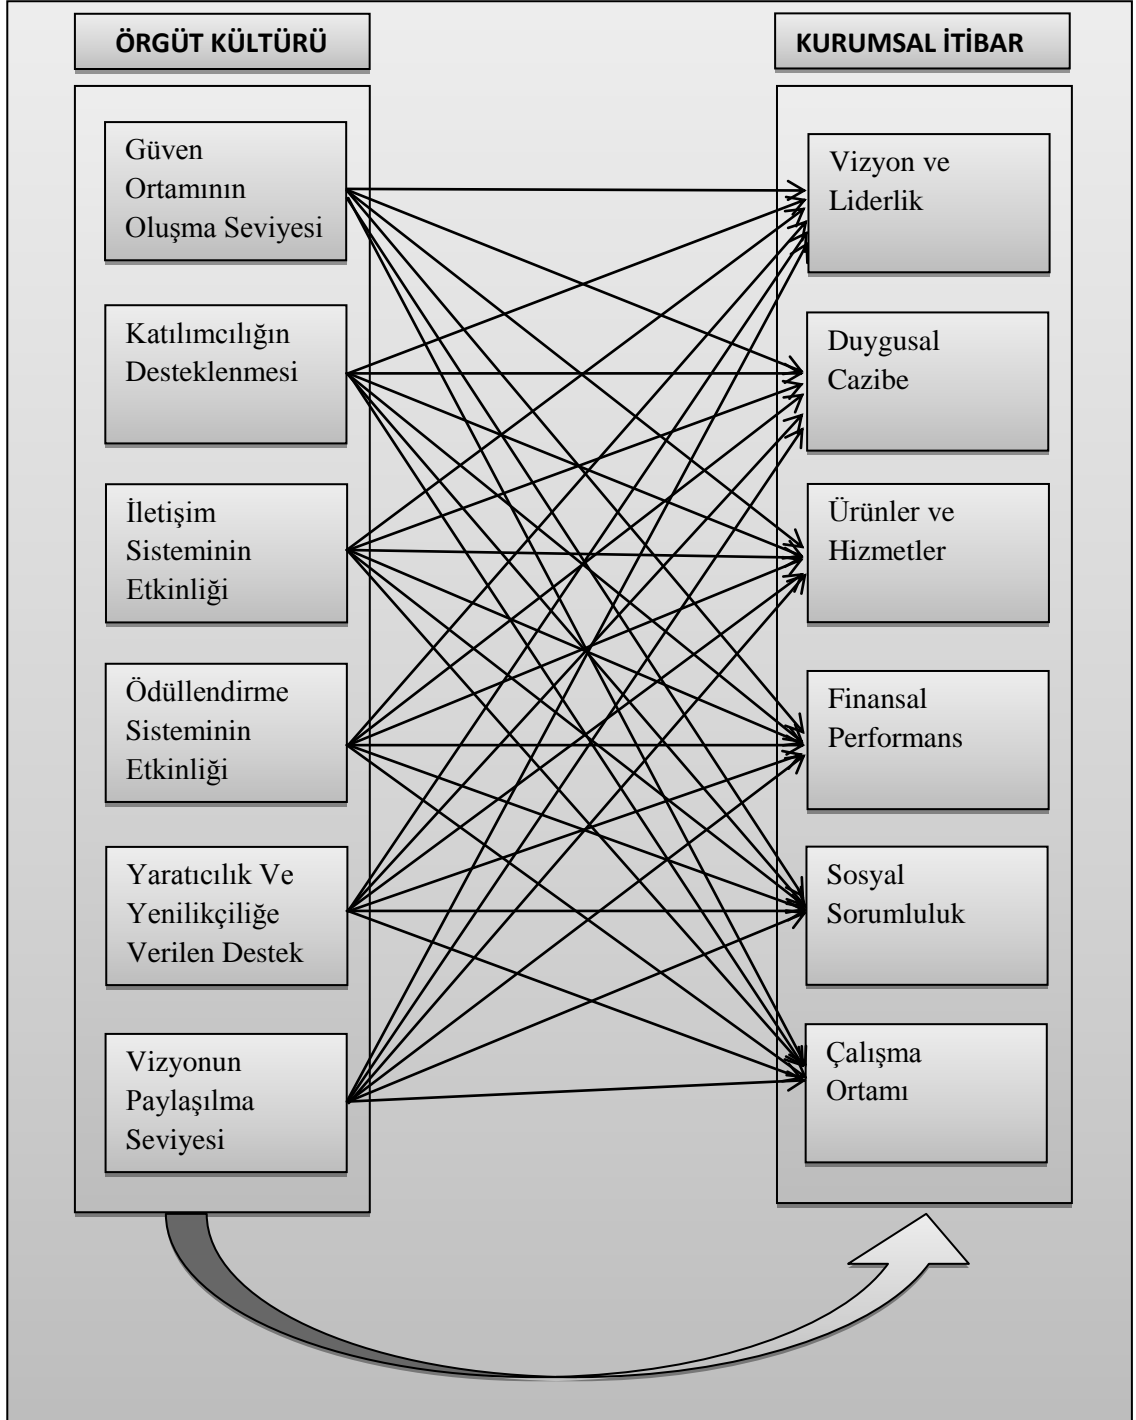 ÖRGÜT KÜLTÜRÜ
Güven
Ortamının
Oluşma Seviyesi
Katılımcılığın
Desteklenmesi
İletişim
Sisteminin
Etkinliği
Ödüllendirme
Sisteminin
Etkinliği
Yaratıcılık Ve
Yenilikçiliğe
Verilen Destek
Vizyonun
Paylaşılma
Seviyesi
KURUMSAL İTİBAR
Vizyon ve
Liderlik
Duygusal
Cazibe
Ürünler ve
Hizmetler
Finansal
Performans
Sosyal
Sorumluluk
Çalışma
Ortamı